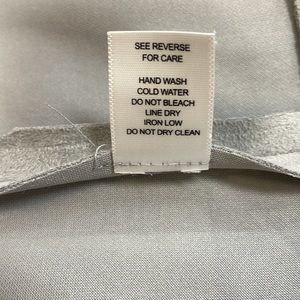 SEE REVERSE
FOR CARE
HAND WASH
COLD WATER
DO NOT BLEACH
LINE DRY
IRON LOW
DO NOT DRY CLEAN